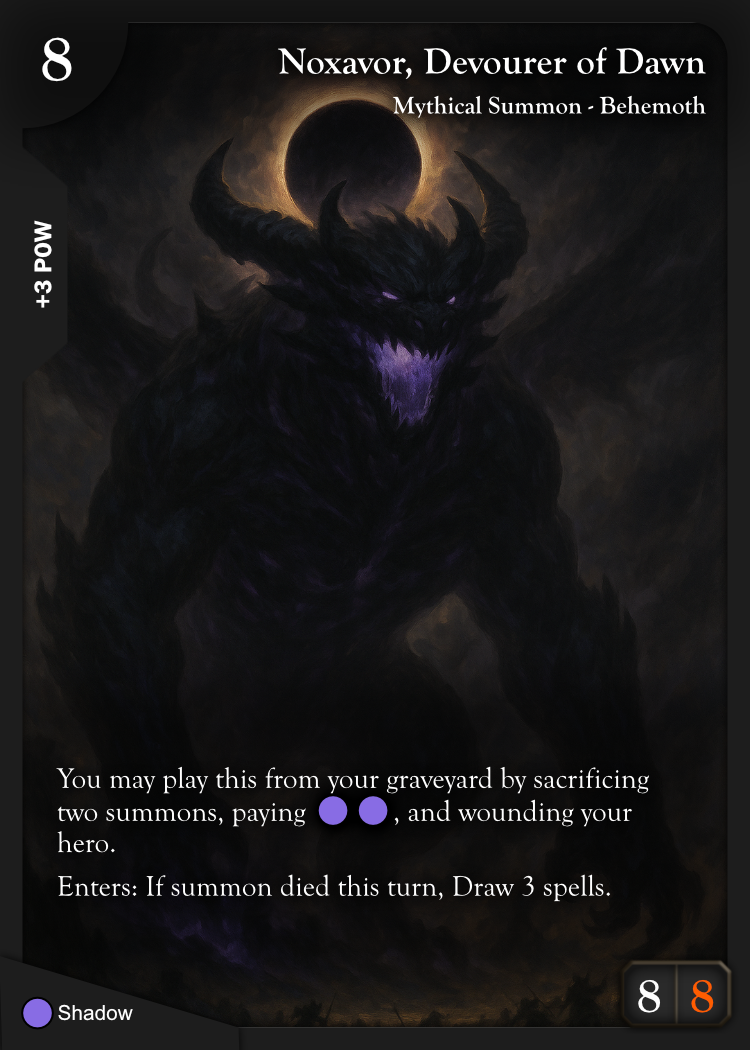 8
Noxavor, Devourer of Dawn
Mythical Summon - Behemoth
+3 POW
You may play this from your graveyard by sacrificing
two summons, paying , and wounding your
hero.
Enters: If summon died this turn, Draw 3 spells.
Shadow
8 8